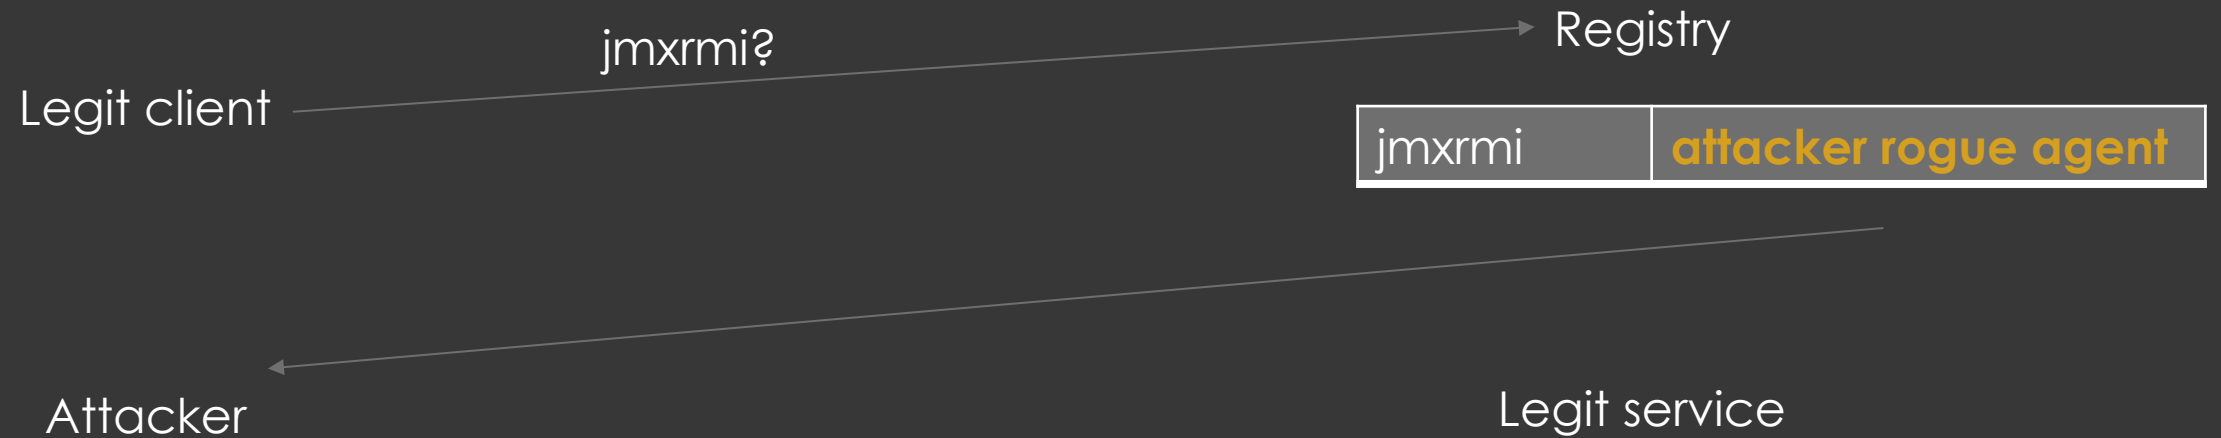 jmxrmi?
Registry
Legit client
jmxrmi attacker rogue agent
Attacker
Legit service